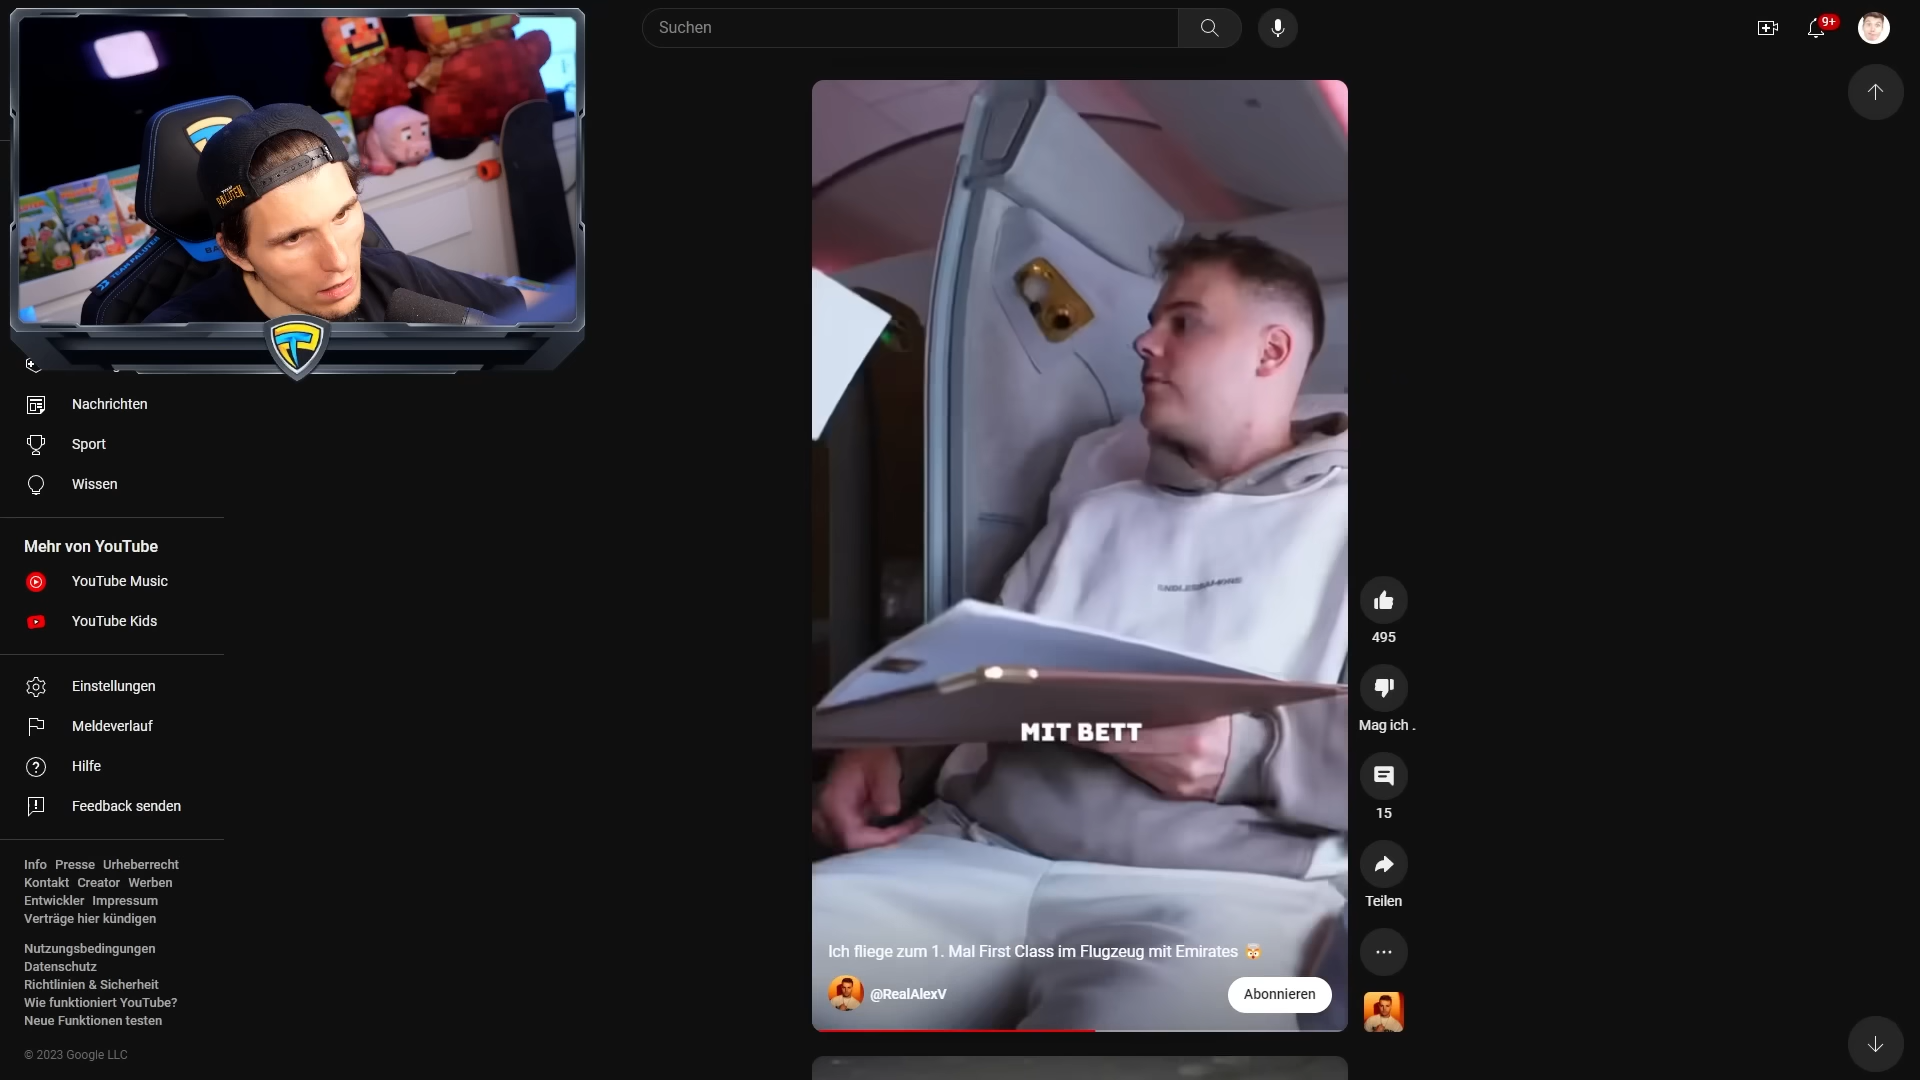 Suchen
9+
PALUTEN
TEAM PALUTEN
Nachrichten
Sport
Wissen
Mehr von YouTube
YouTube Music
YouTube Kids
Einstellungen
Meldeverlauf
Hilfe
Feedback senden
Info Presse Urheberrecht
Kontakt Creator Werben
Entwickler Impressum
Verträge hier kündigen
Nutzungsbedingungen
Datenschutz
Richtlinien & Sicherheit
Wie funktioniert YouTube?
Neue Funktionen testen
© 2023 Google LLC
MIT BETT
Ich fliege zum 1. Mal First Class im Flugzeug mit Emirates 🤯
@RealAlexV
Abonnieren
495
Mag ich .
15
Teilen